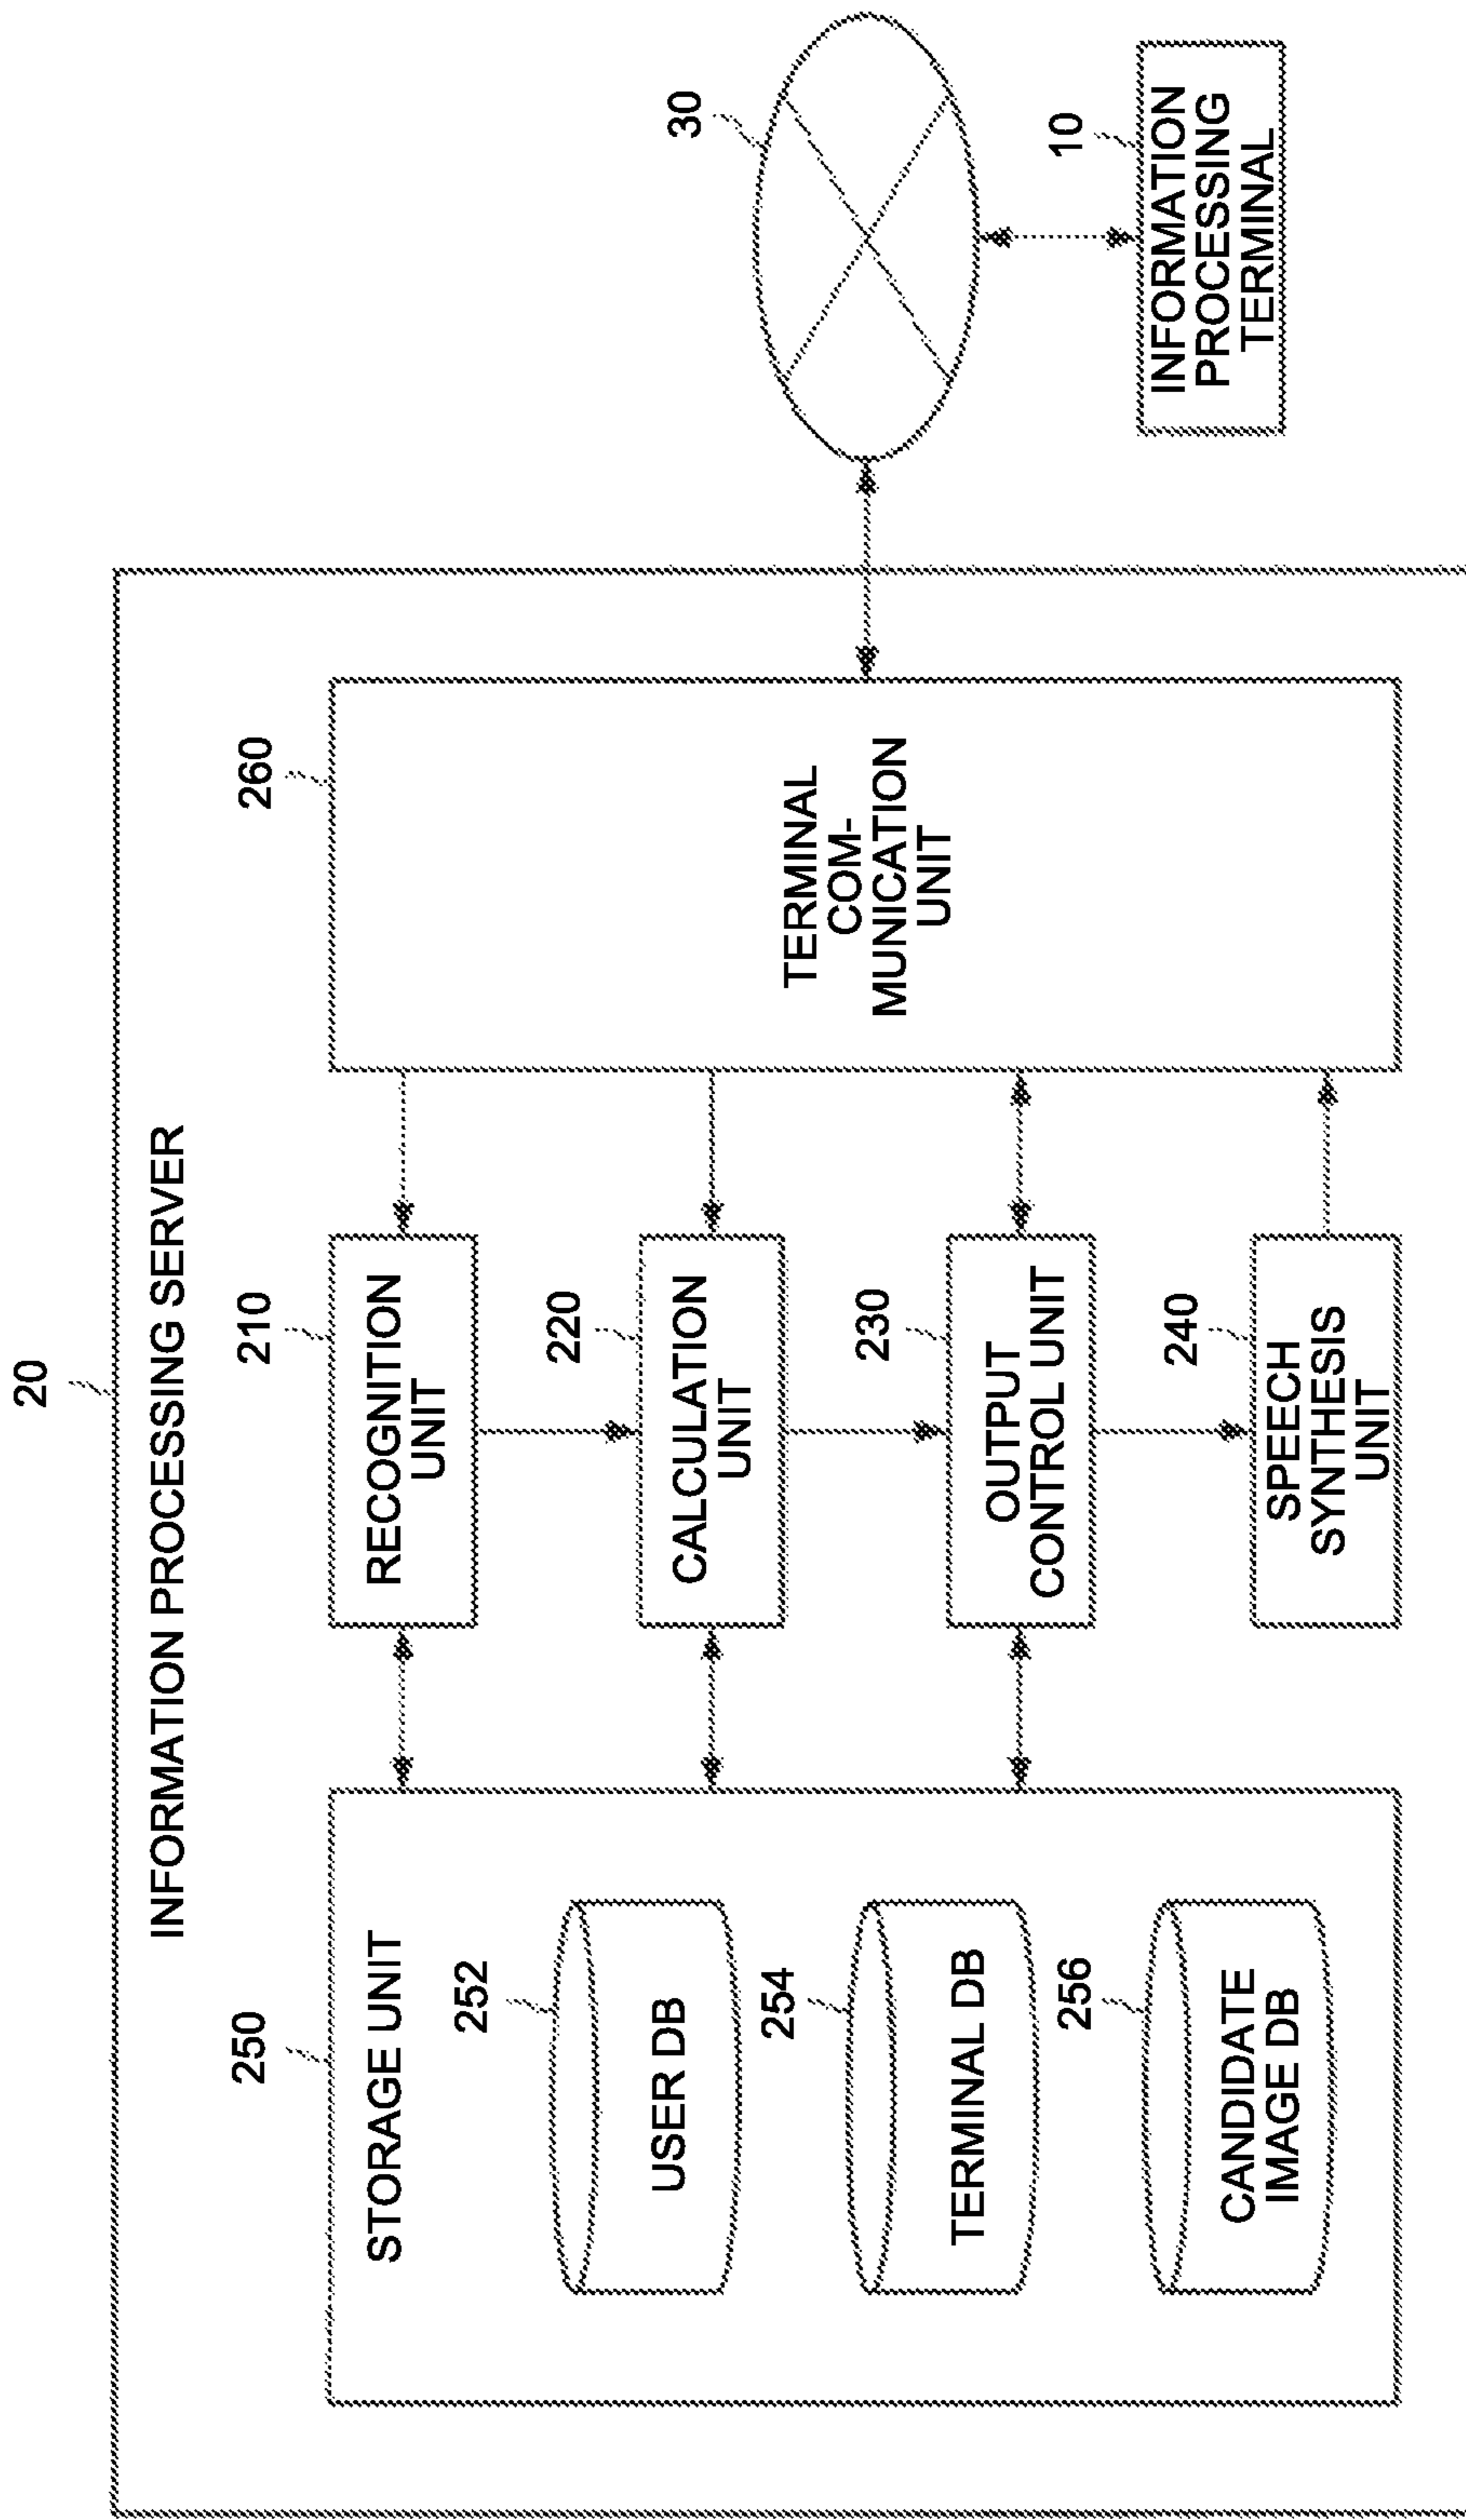 20
INFORMATION PROCESSING SERVER
250
STORAGE UNIT
252
USER DB
254
TERMINAL DB
256
CANDIDATE
IMAGE DB
210
RECOGNITION
UNIT
220
CALCULATION
UNIT
230
OUTPUT
CONTROL UNIT
240
SPEECH
SYNTHESIS
UNIT
260
TERMINAL
COM-
MUNICATION
UNIT
30
10
INFORMATION
PROCESSING
TERMINAL